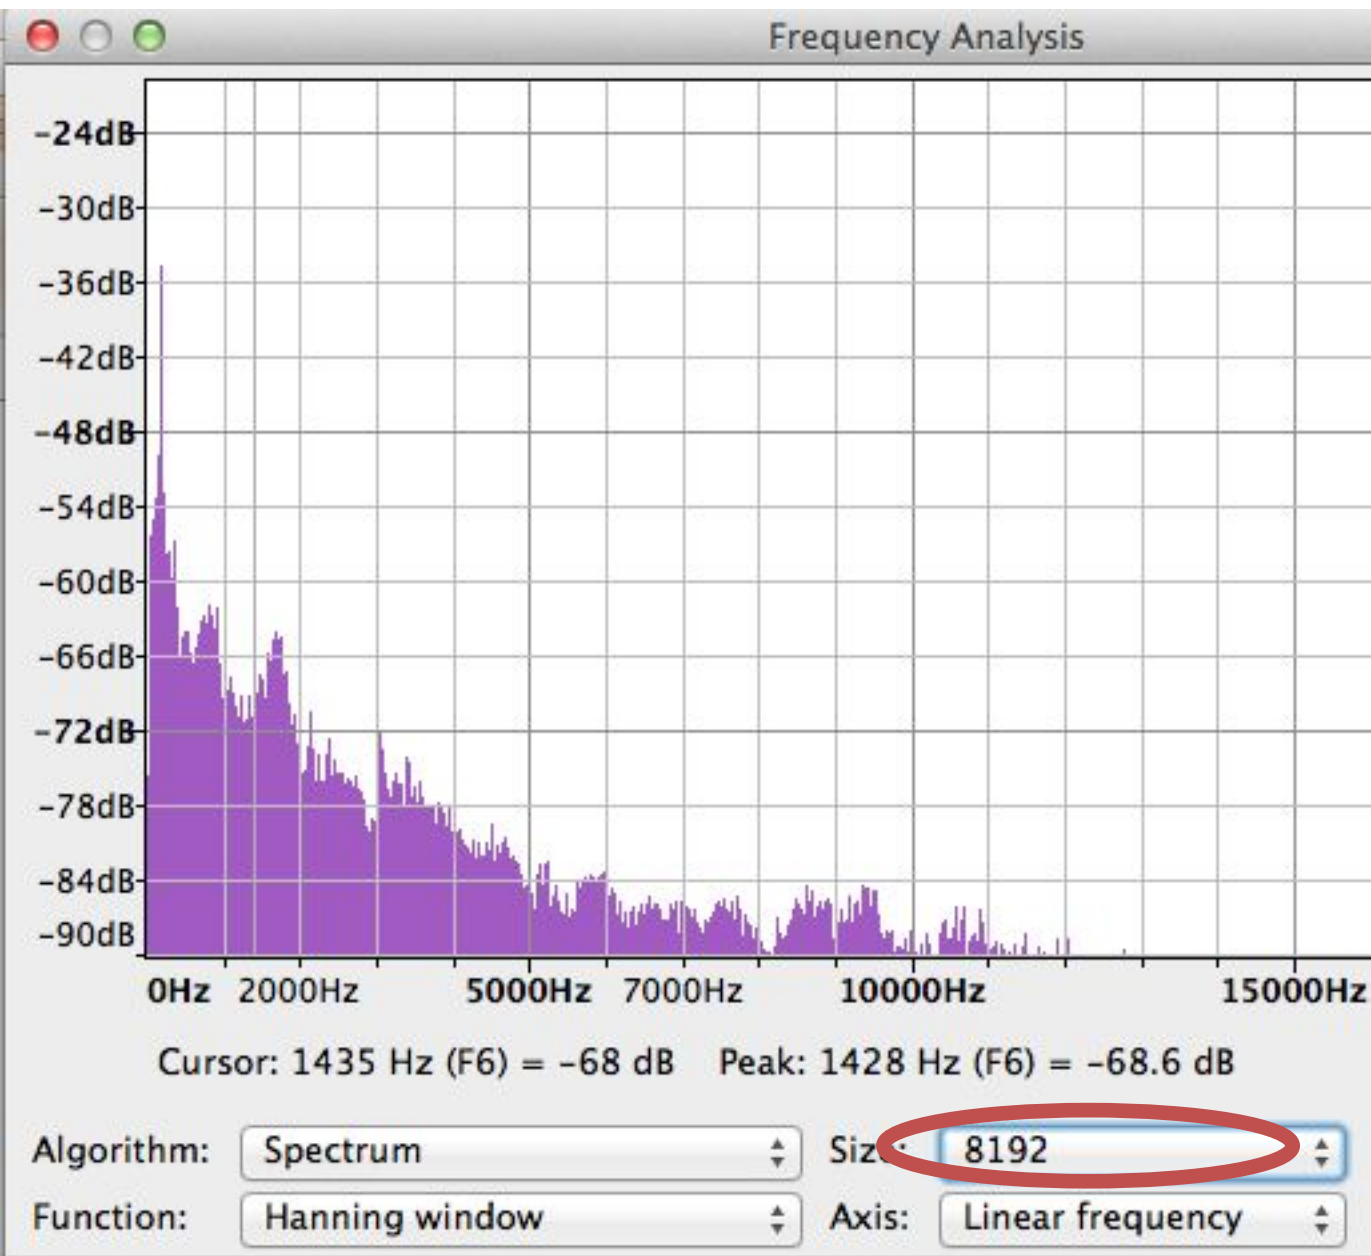 Frequency Analysis
-24dB
-30dB
-36dB
-42dB
-48dB
-54dB
-60dB
-66dB
-72dB
-78dB
-84dB
-90dB
0Hz 2000Hz 5000Hz 7000Hz 10000Hz 15000Hz
Cursor: 1435 Hz (F6) = -68 dB Peak: 1428 Hz (F6) = -68.6 dB
Algorithm: Spectrum Size: 8192
Function: Hanning window Axis: Linear frequency